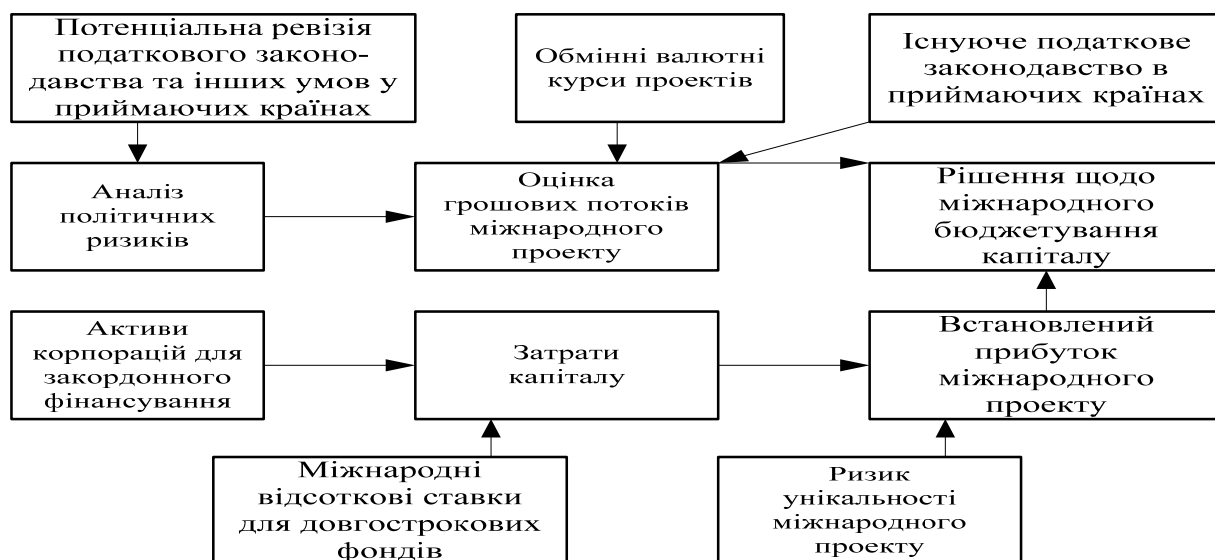 Потенціальна ревізія
податкового законо-
давства та інших умов у
приймаючих країнах
Обмінні валютні
курси проектів
Існуюче податкове
законодавство в
приймаючих країнах
Аналіз
політичних
ризиків
Оцінка
грошових потоків
міжнародного
проекту
Рішення щодо
міжнародного
бюджетування
капіталу
Активи
корпорацій для
закордонного
фінансування
Затрати
капіталу
Встановлений
прибуток
міжнародного
проекту
Міжнародні
відсоткові ставки
для довгострокових
фондів
Ризик
унікальності
міжнародного
проекту